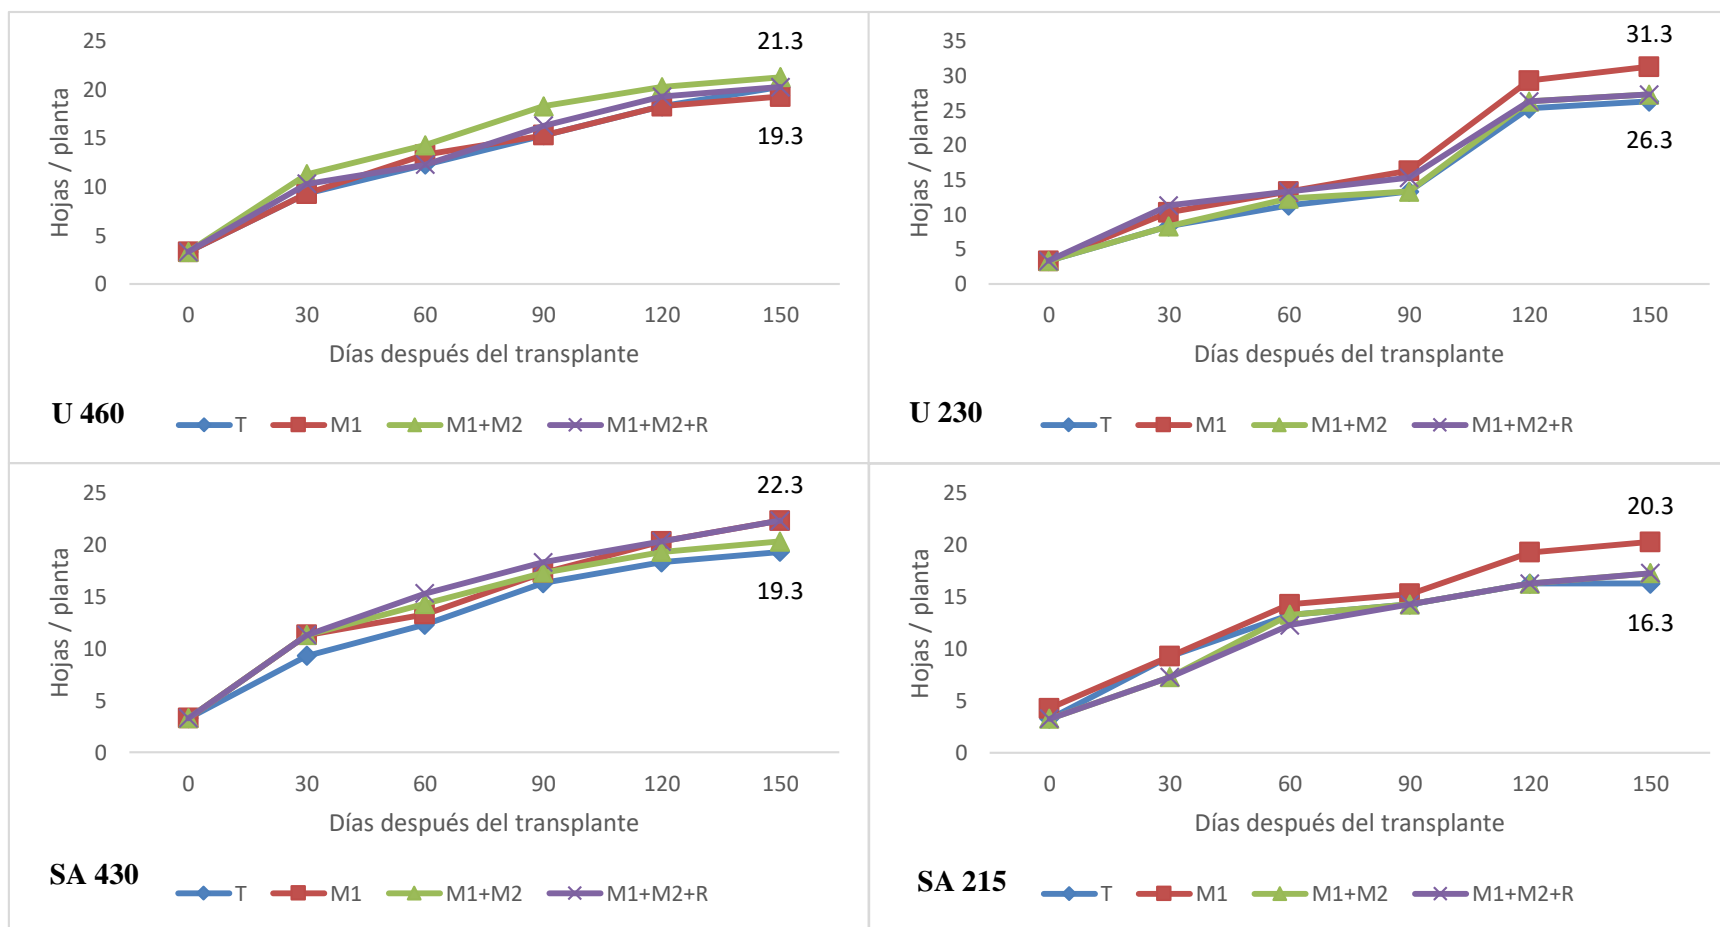 25
20
15
10
5
0
Hojas / planta
21.3
19.3
0 30 60 90 120 150
Días después del transplante
U 460
T M1 M1+M2 M1+M2+R
35
30
25
20
15
10
5
0
Hojas / planta
31.3
26.3
0 30 60 90 120 150
Días después del transplante
U 230
T M1 M1+M2 M1+M2+R
25
20
15
10
5
0
Hojas / planta
22.3
19.3
0 30 60 90 120 150
Días después del transplante
SA 430
T M1 M1+M2 M1+M2+R
25
20
15
10
5
0
Hojas / planta
20.3
16.3
0 30 60 90 120 150
Días después del transplante
SA 215
T M1 M1+M2 M1+M2+R